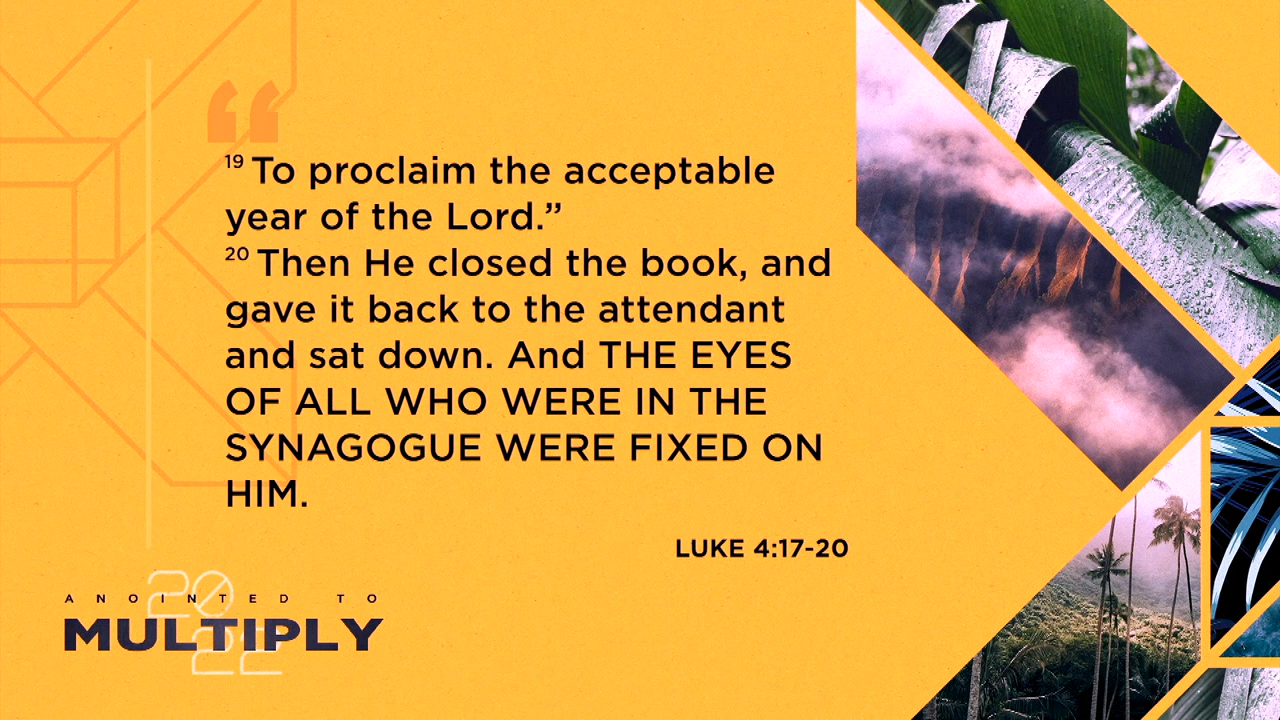 “
19 To proclaim the acceptable
year of the Lord.”
20 Then He closed the book, and
gave it back to the attendant
and sat down. And THE EYES
OF ALL WHO WERE IN THE
SYNAGOGUE WERE FIXED ON
HIM.
LUKE 4:17-20
ANOINTED TO
MULTIPLY
2022